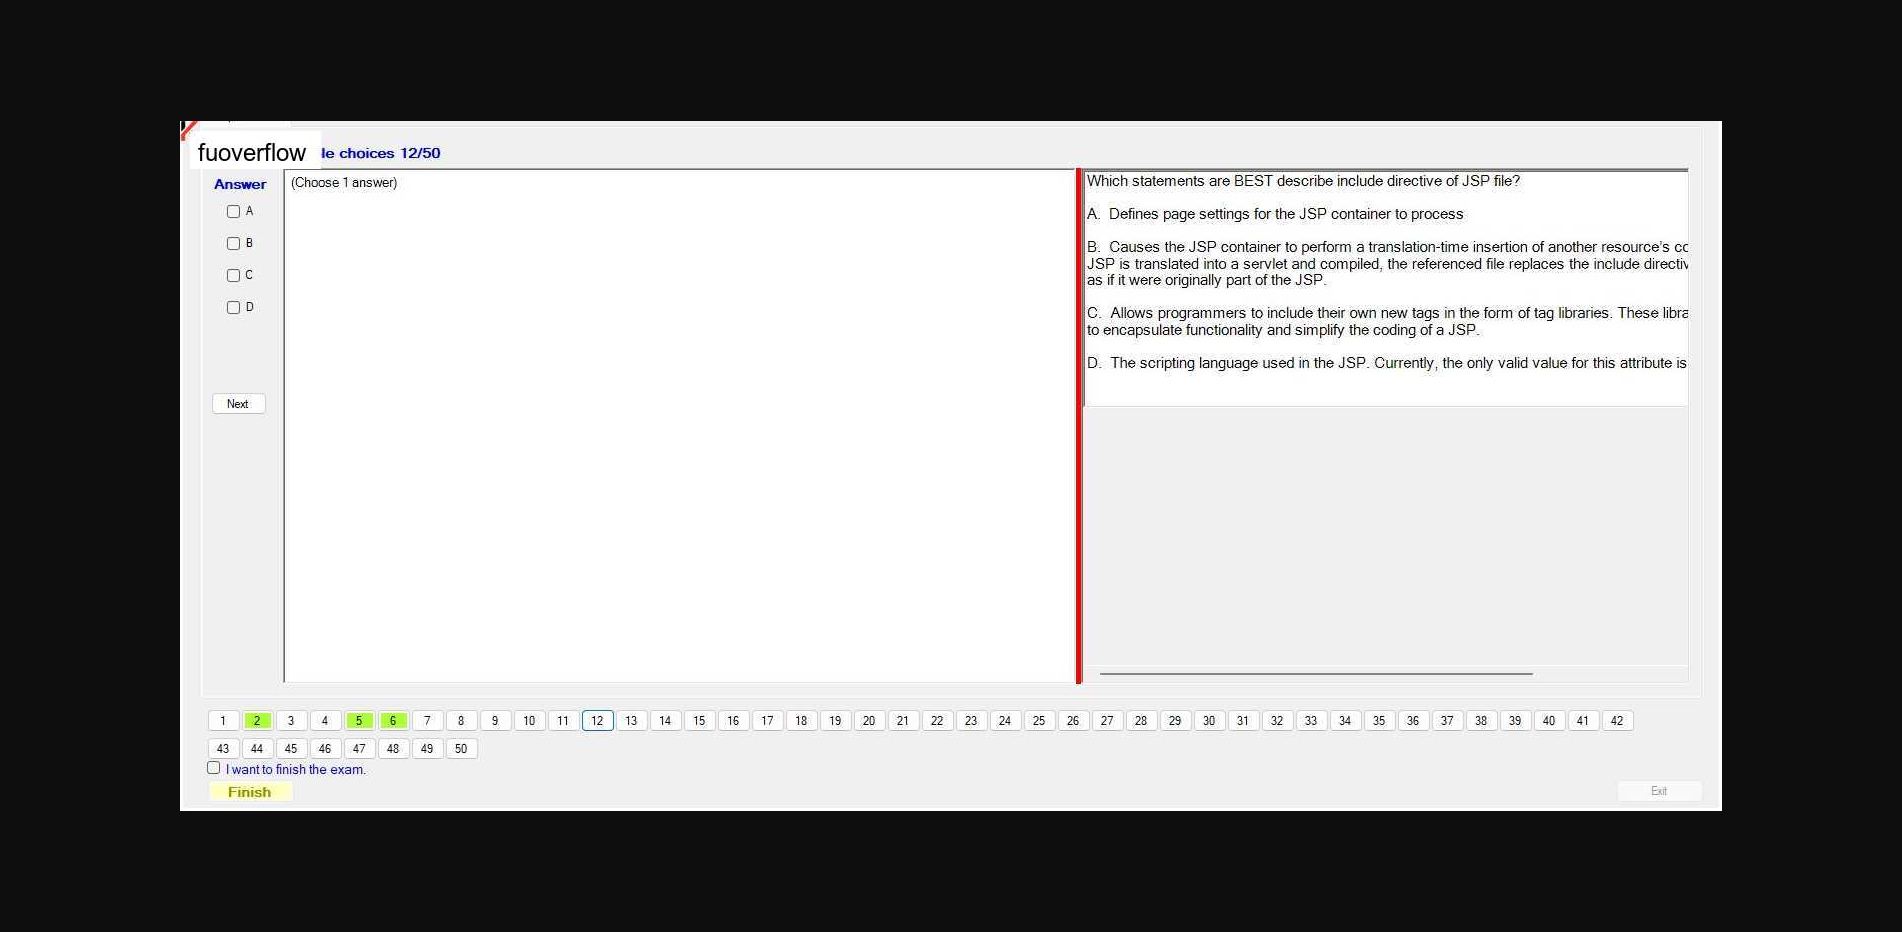 fuoverflow
le choices 12/50
Answer
(Choose 1 answer)
A
B
C
D
Next
Which statements are BEST describe include directive of JSP file?
A. Defines page settings for the JSP container to process
B. Causes the JSP container to perform a translation-time insertion of another resource's cc
JSP is translated into a servlet and compiled, the referenced file replaces the include directiv
as if it were originally part of the JSP.
C. Allows programmers to include their own new tags in the form of tag libraries. These libra
to encapsulate functionality and simplify the coding of a JSP.
D. The scripting language used in the JSP. Currently, the only valid value for this attribute is
1 2 3 4 5 6 7 8 9 10 11 12 13 14 15 16 17 18 19 20 21 22 23 24 25 26 27 28 29 30 31 32 33 34 35 36 37 38 39 40 41 42
43 44 45 46 47 48 49 50
I want to finish the exam.
Finish
Exit